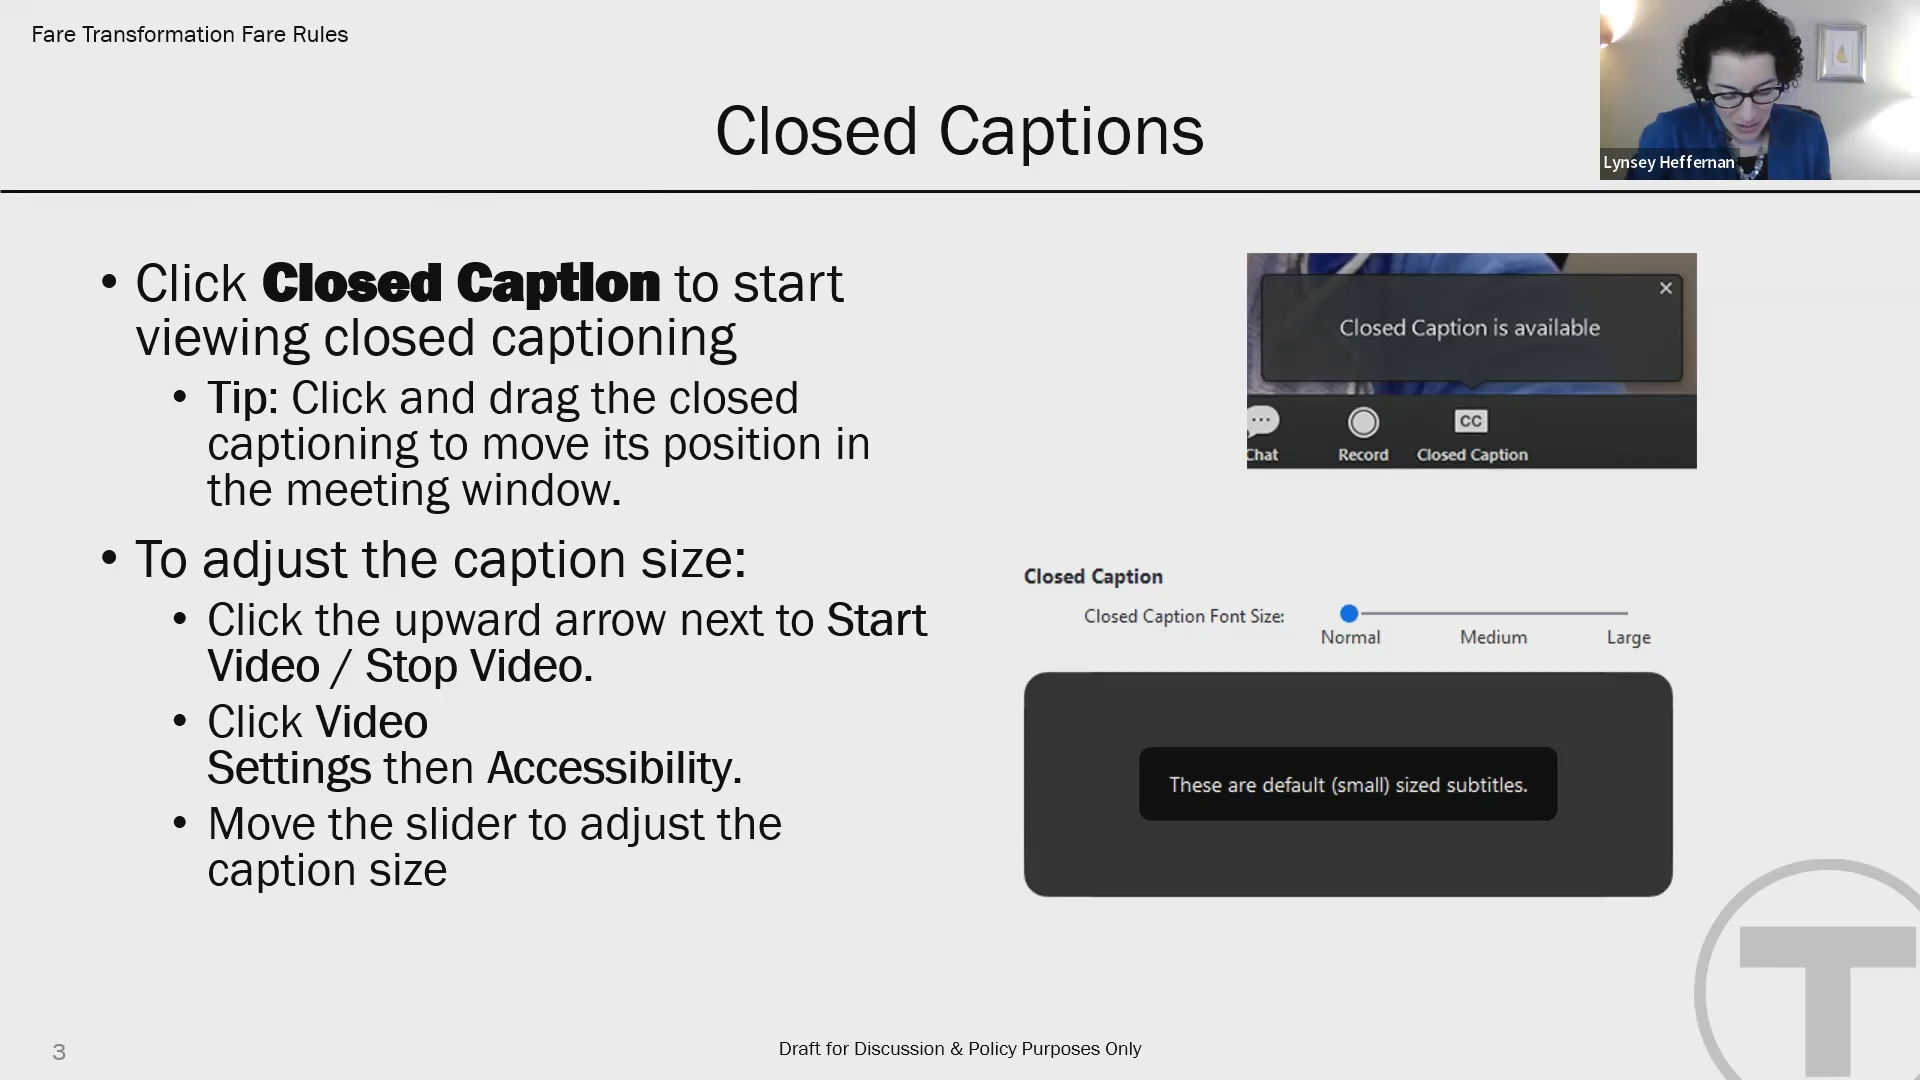 Fare Transformation Fare Rules
Closed Captions
Lynsey Heffernan
• Click Closed Caption to start
viewing closed captioning
• Tip: Click and drag the closed
captioning to move its position in
the meeting window.
• To adjust the caption size:
• Click the upward arrow next to Start
Video / Stop Video.
• Click Video
Settings then Accessibility.
• Move the slider to adjust the
caption size
Closed Caption is available
CC
Chat Record Closed Caption
Closed Caption
Closed Caption Font Size:
Normal Medium Large
These are default (small) sized subtitles.
T
3
Draft for Discussion & Policy Purposes Only